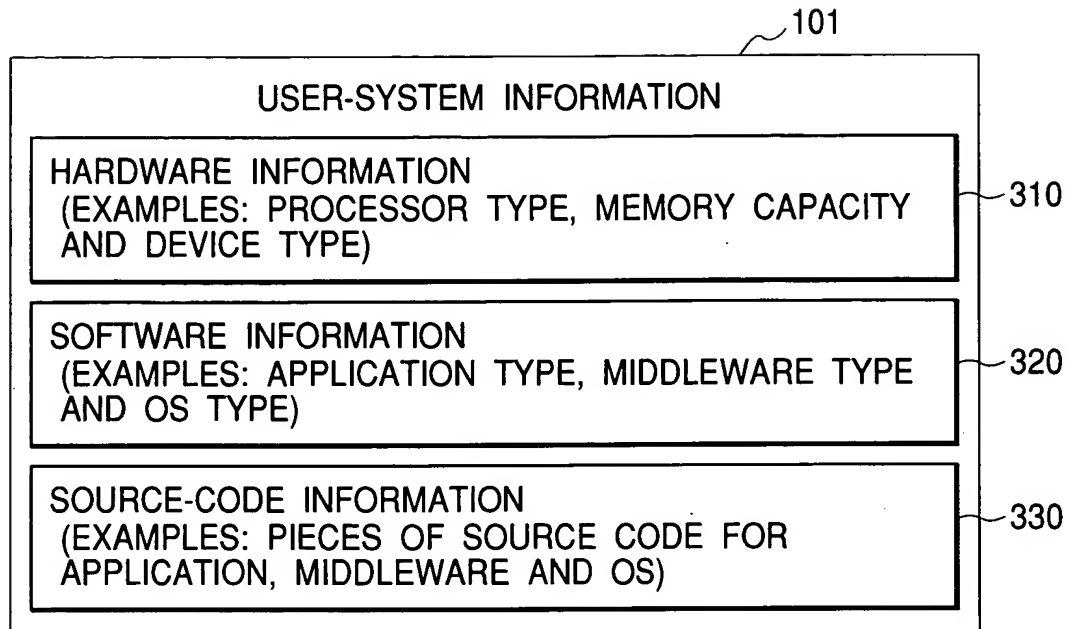 101
USER-SYSTEM INFORMATION
HARDWARE INFORMATION
(EXAMPLES: PROCESSOR TYPE, MEMORY CAPACITY
AND DEVICE TYPE)
310
SOFTWARE INFORMATION
(EXAMPLES: APPLICATION TYPE, MIDDLEWARE TYPE
AND OS TYPE)
320
SOURCE-CODE INFORMATION
(EXAMPLES: PIECES OF SOURCE CODE FOR
APPLICATION, MIDDLEWARE AND OS)
330